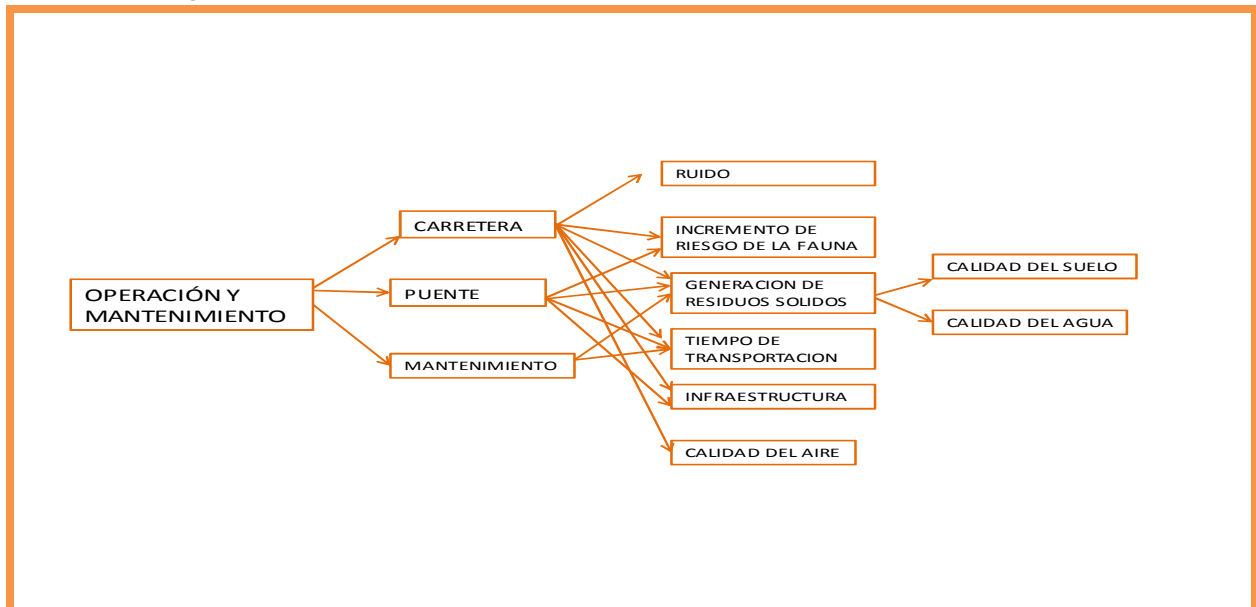 OPERACIÓN Y
MANTENIMIENTO
CARRETERA
PUENTE
MANTENIMIENTO
RUIDO
INCREMENTO DE
RIESGO DE LA FAUNA
GENERACION DE
RESIDUOS SOLIDOS
TIEMPO DE
TRANSPORTACION
INFRAESTRUCTURA
CALIDAD DEL AIRE
CALIDAD DEL SUELO
CALIDAD DEL AGUA